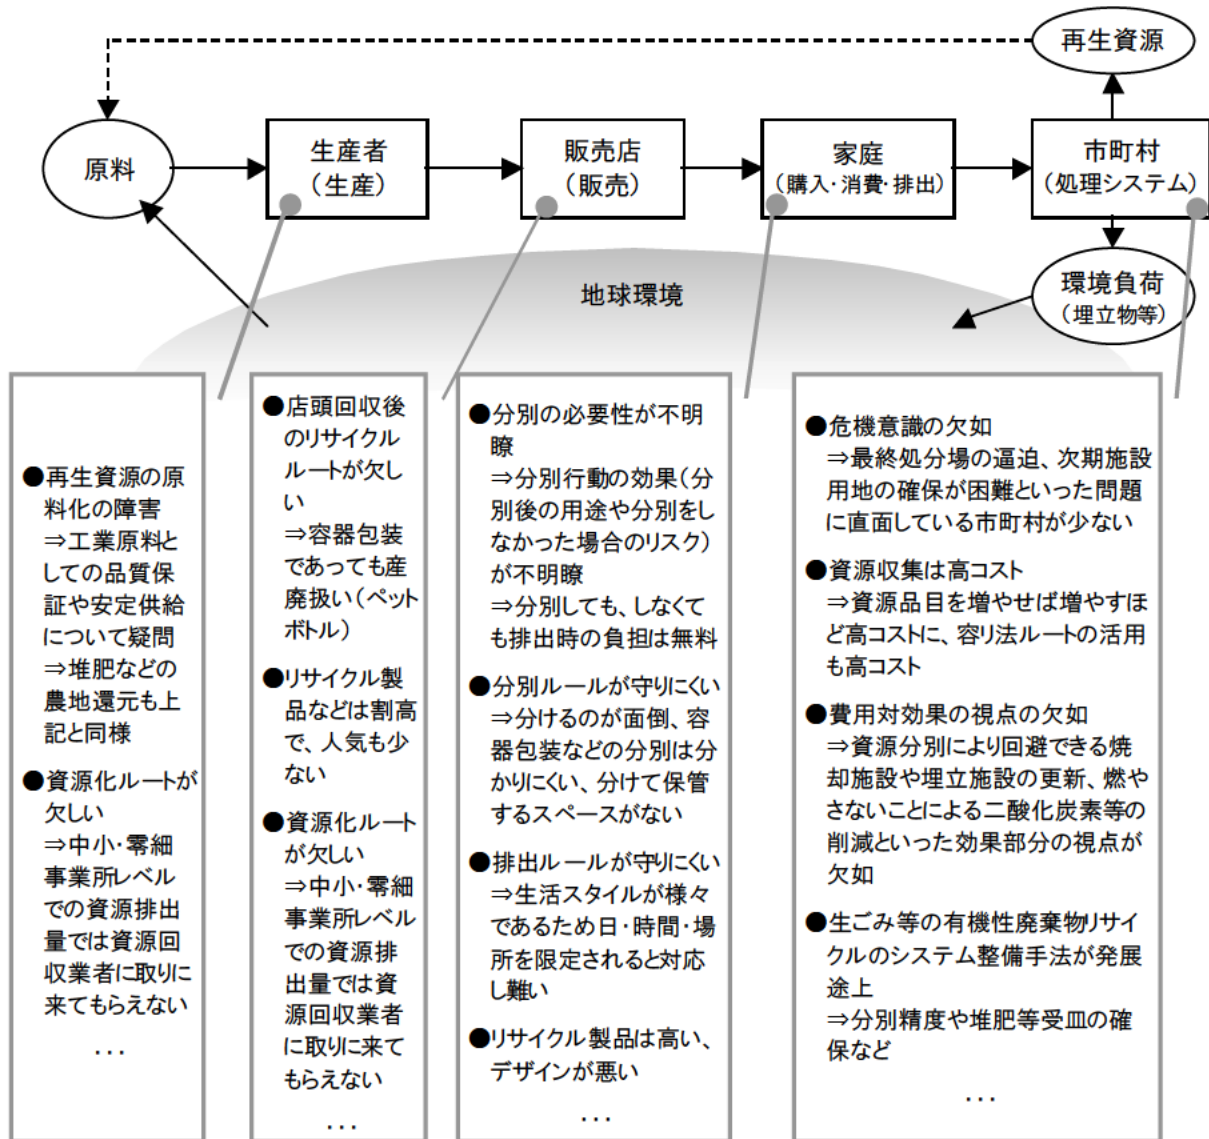 再生資源
原料
生産者
（生産）
販売店
（販売）
家庭
（購入・消費・排出）
市町村
（処理システム）
地球環境
環境負荷
（埋立物等）
●再生資源の原
料化の障害
⇒工業原料と
しての品質保
証や安定供給
について疑問
⇒堆肥などの
農地還元も上
記と同様
●資源化ルートが
欠しい
⇒中小・零細
事業所レベル
での資源排出
量では資源回
収業者に取りに
来てもらえない
...
●店頭回収後
のリサイクル
ルートが欠し
い
⇒容器包装
であっても産
廃扱い（ペット
ボトル）
●リサイクル製
品などは割高
で、人気も少
ない
●資源化ルート
が欠しい
⇒中小・零細
事業所レベル
での資源排
出量では資
源回収業者
に取りに来て
もらえない
...
●分別の必要性が不明
瞭
⇒分別行動の効果（分
別後の用途や分別をし
なかった場合のリスク）
が不明瞭
⇒分別しても、しなくて
も排出時の負担は無料
●分別ルールが守りにくい
⇒分けるのが面倒、容
器包装などの分別は分
かりにくい、分けて保管
するスペースがない
●排出ルールが守りにくい
⇒生活スタイルが様々
であるため日・時間・場
所を限定されると対応
し難い
●リサイクル製品は高い、
デザインが悪い
...
●危機意識の欠如
⇒最終処分場の逼迫、次期施設
用地の確保が困難といった問題
に直面している市町村が少ない
●資源収集は高コスト
⇒資源品目を増やせば増やすほ
ど高コストに、容リ法ルートの活用
も高コスト
●費用対効果の視点の欠如
⇒資源分別により回避できる焼
却施設や埋立施設の更新、燃や
さないことによる二酸化炭素等の
削減といった効果部分の視点が
欠如
●生ごみ等の有機性廃棄物リサイ
クルのシステム整備手法が発展
途上
⇒分別精度や堆肥等受皿の確
保など
...